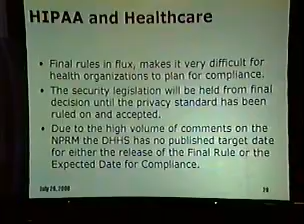 HIPAA and Healthcare
• Final rules in flux, makes it very difficult for
health organizations to plan for compliance.
• The security legislation will be held from final
decision until the privacy standard has been
ruled on and accepted.
• Due to the high volume of comments on the
NPRM the DHHS has no published target date
for either the release of the Final Rule or the
Expected Date for Compliance.
July 26, 2000
28